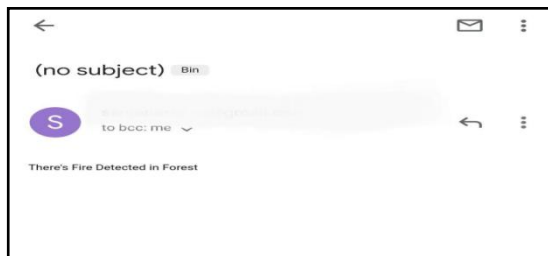 (no subject) Bin
S
to bcc: me
There's Fire Detected in Forest